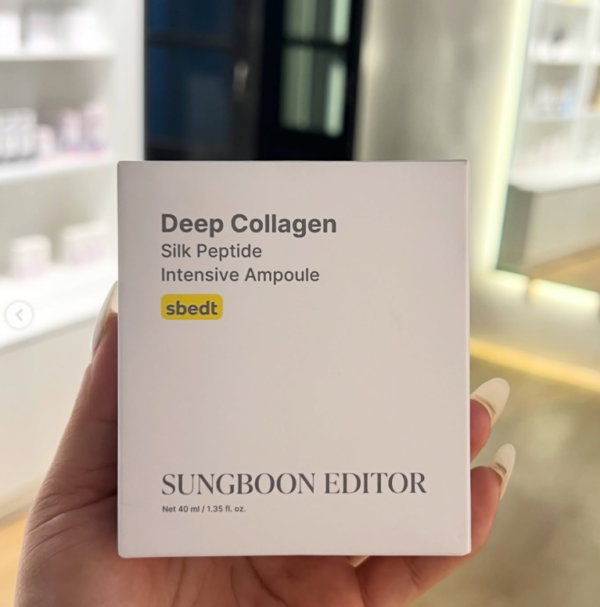 Deep Collagen
Silk Peptide
Intensive Ampoule
sbedt
SUNGBOON EDITOR
Net 40 ml / 1.35 fl. oz.